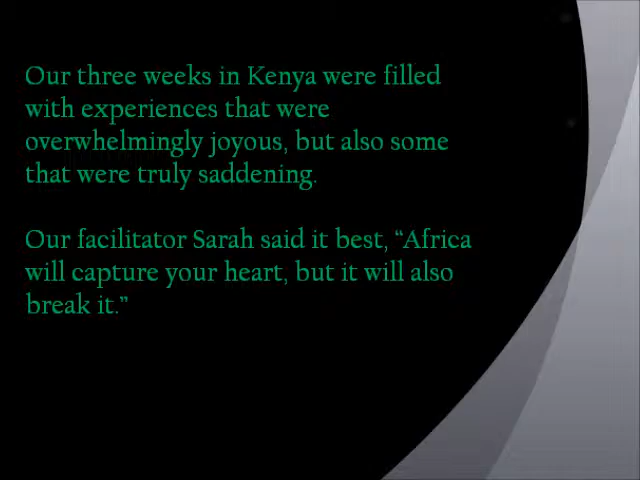 Our three weeks in Kenya were filled
with experiences that were
overwhelmingly joyous, but also some
that were truly saddening.
Our facilitator Sarah said it best, “Africa
will capture your heart, but it will also
break it.”